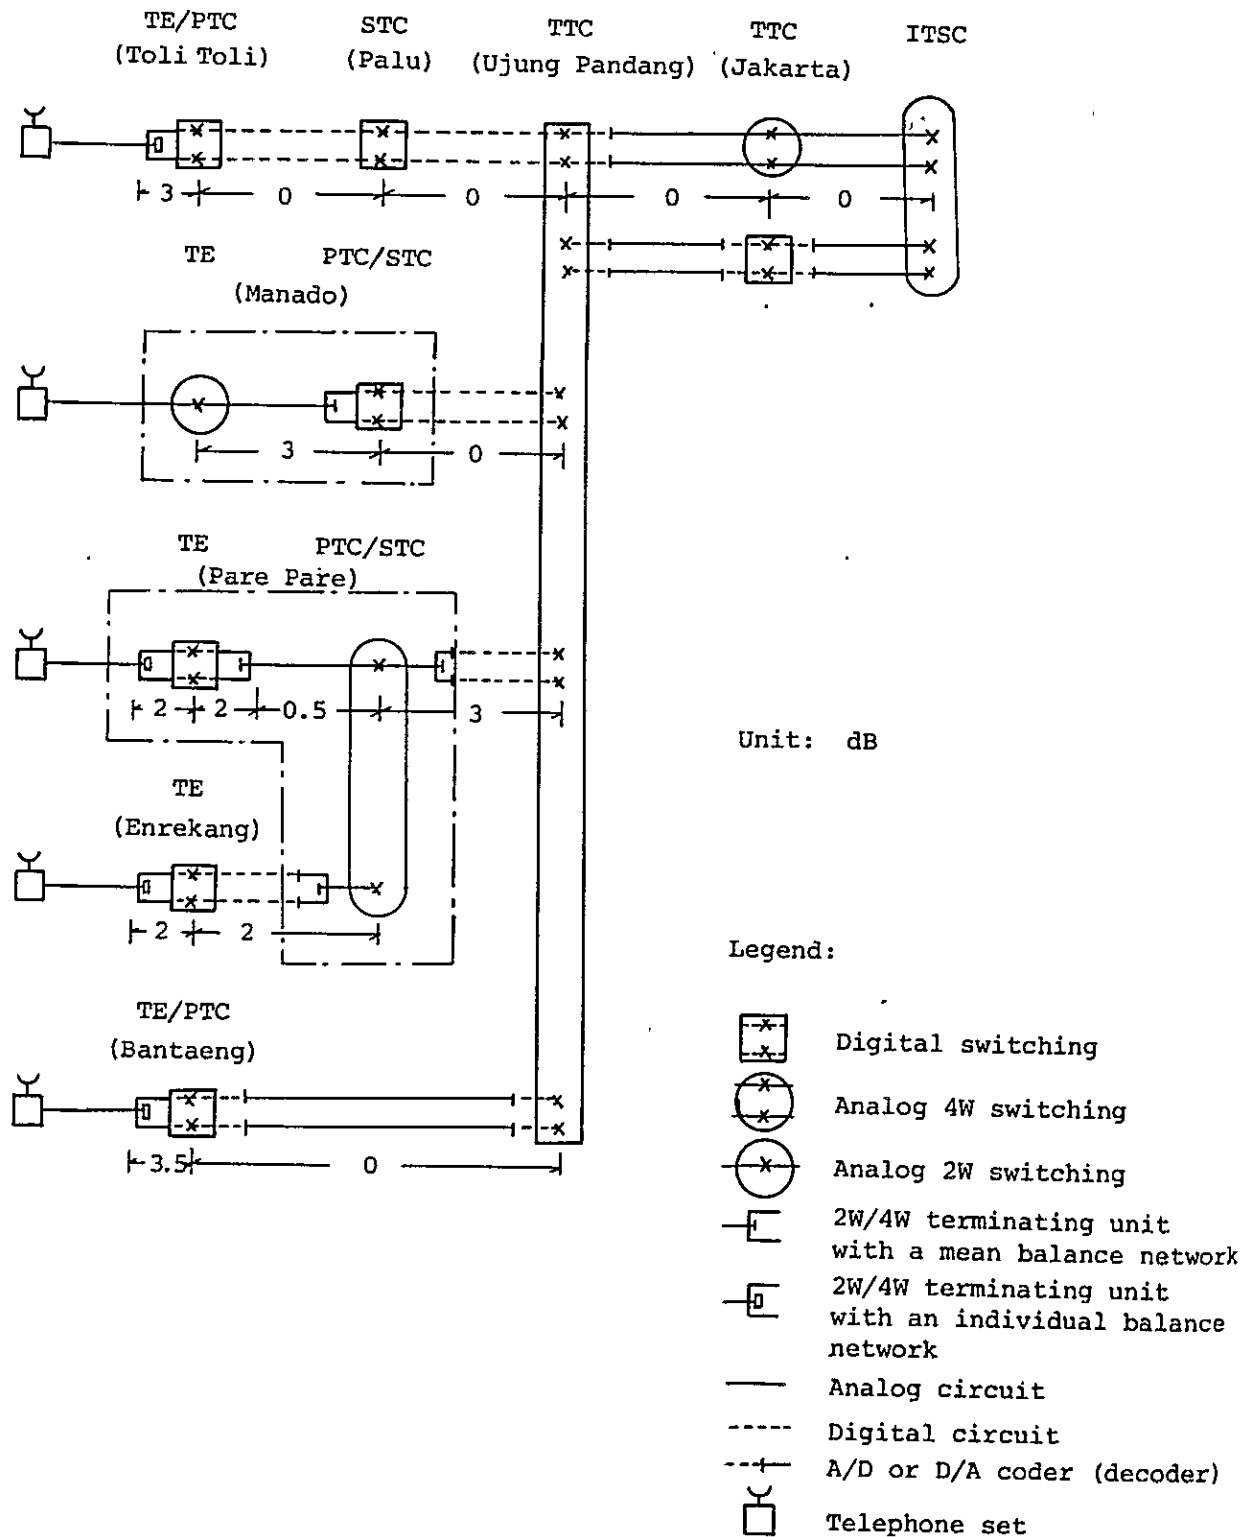 TE/PTC STC TTC TTC ITSC
(Toli Toli) (Palu) (Ujung Pandang) (Jakarta)
3 0 0 0 0
TE PTC/STC
(Manado)
3 0
TE PTC/STC
(Pare Pare)
2 2 0.5 3
Unit: dB
TE
(Enrekang)
2 2
Legend:
TE/PTC
(Bantaeng)
3.5 0
Digital switching
Analog 4W switching
Analog 2W switching
2W/4W terminating unit
with a mean balance network
2W/4W terminating unit
with an individual balance
network
Analog circuit
Digital circuit
A/D or D/A coder (decoder)
Telephone set